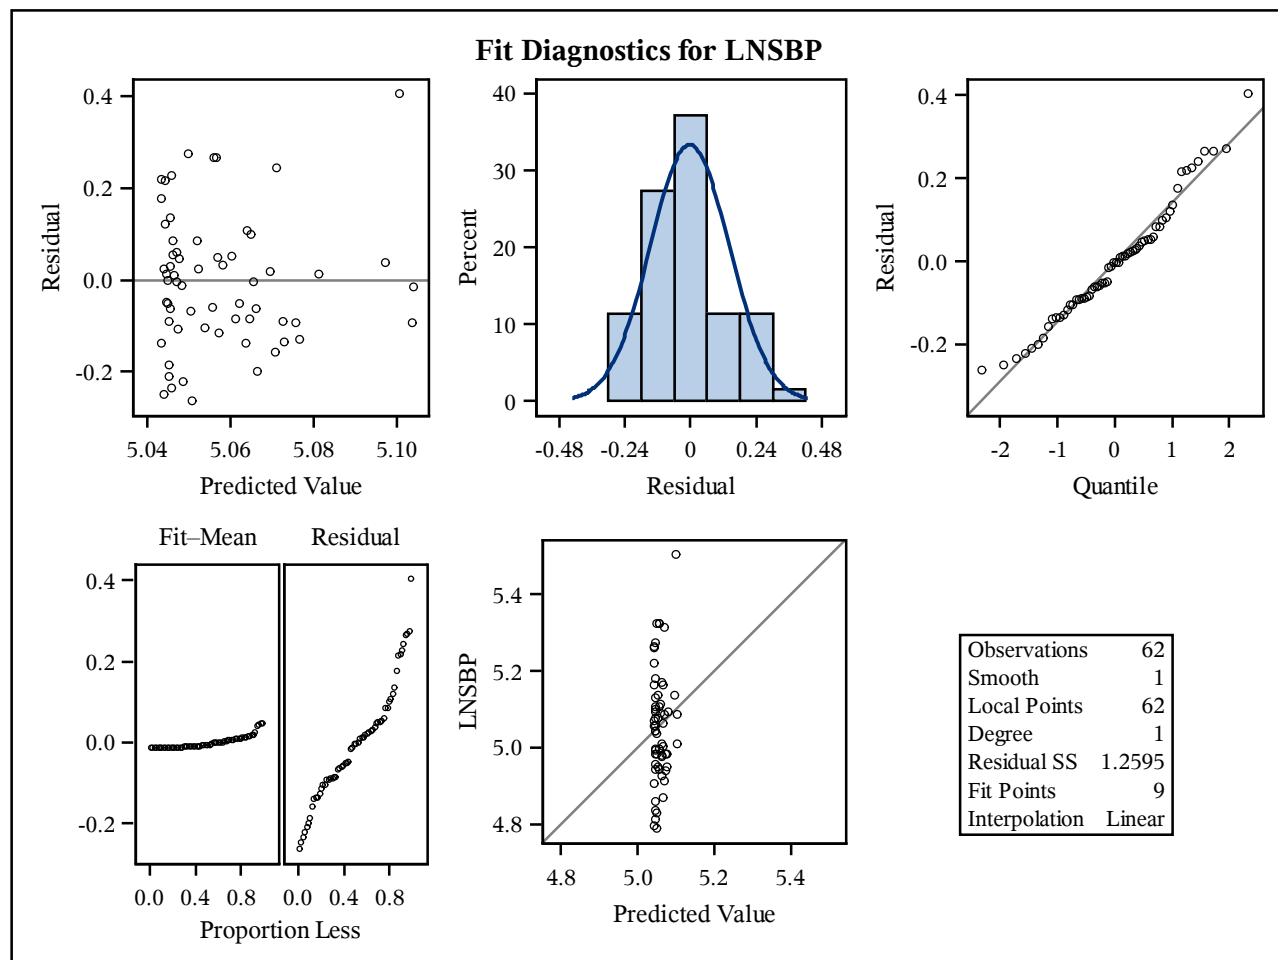 Fit Diagnostics for LNSBP
0.4
0.2
0.0
-0.2
Residual
5.04 5.06 5.08 5.10
Predicted Value
40
30
20
10
0
Percent
-0.48 -0.24 0 0.24 0.48
Residual
0.4
0.2
0.0
-0.2
Residual
-2 -1 0 1 2
Quantile
Fit–Mean Residual
0.4
0.2
0.0
-0.2
0.0 0.4 0.8 0.0 0.4 0.8
Proportion Less
5.4
5.2
5.0
4.8
LNSBP
4.8 5.0 5.2 5.4
Predicted Value
Observations 62
Smooth 1
Local Points 62
Degree 1
Residual SS 1.2595
Fit Points 9
Interpolation Linear